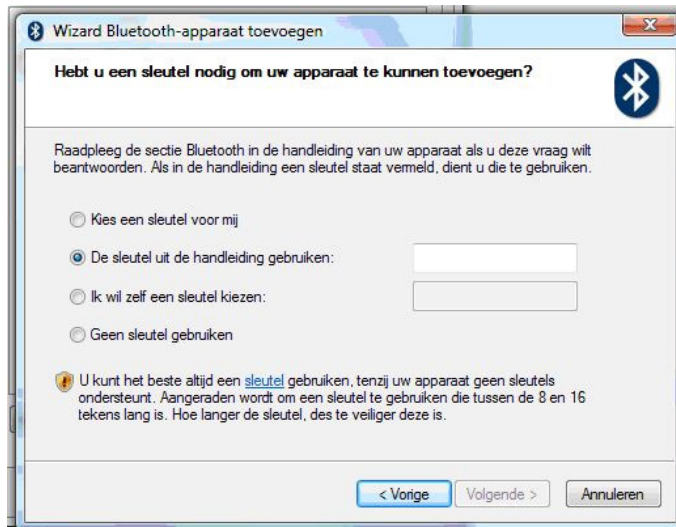 Wizard Bluetooth-apparaat toevoegen
Hebt u een sleutel nodig om uw apparaat te kunnen toevoegen?
Raadpleeg de sectie Bluetooth in de handleiding van uw apparaat als u deze vraag wilt
beantwoorden. Als in de handleiding een sleutel staat vermeld, dient u die te gebruiken.
Kies een sleutel voor mij
De sleutel uit de handleiding gebruiken:
Ik wil zelf een sleutel kiezen:
Geen sleutel gebruiken
U kunt het beste altijd een sleutel gebruiken, tenzij uw apparaat geen sleutels
ondersteunt. Aangeraden wordt om een sleutel te gebruiken die tussen de 8 en 16
tekens lang is. Hoe langer de sleutel, des te veiliger deze is.
< Vorige
Volgende >
Annuleren